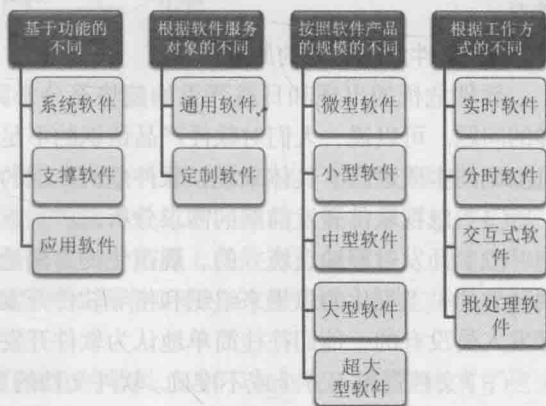 基于功能的
不同
系统软件
支撑软件
应用软件
根据软件服务
对象的不同
通用软件
定制软件
按照软件产品
的规模的不同
微型软件
小型软件
中型软件
大型软件
超大
型软件
根据工作方
式的不同
实时软件
分时软件
交互式软
件
批处理软
件